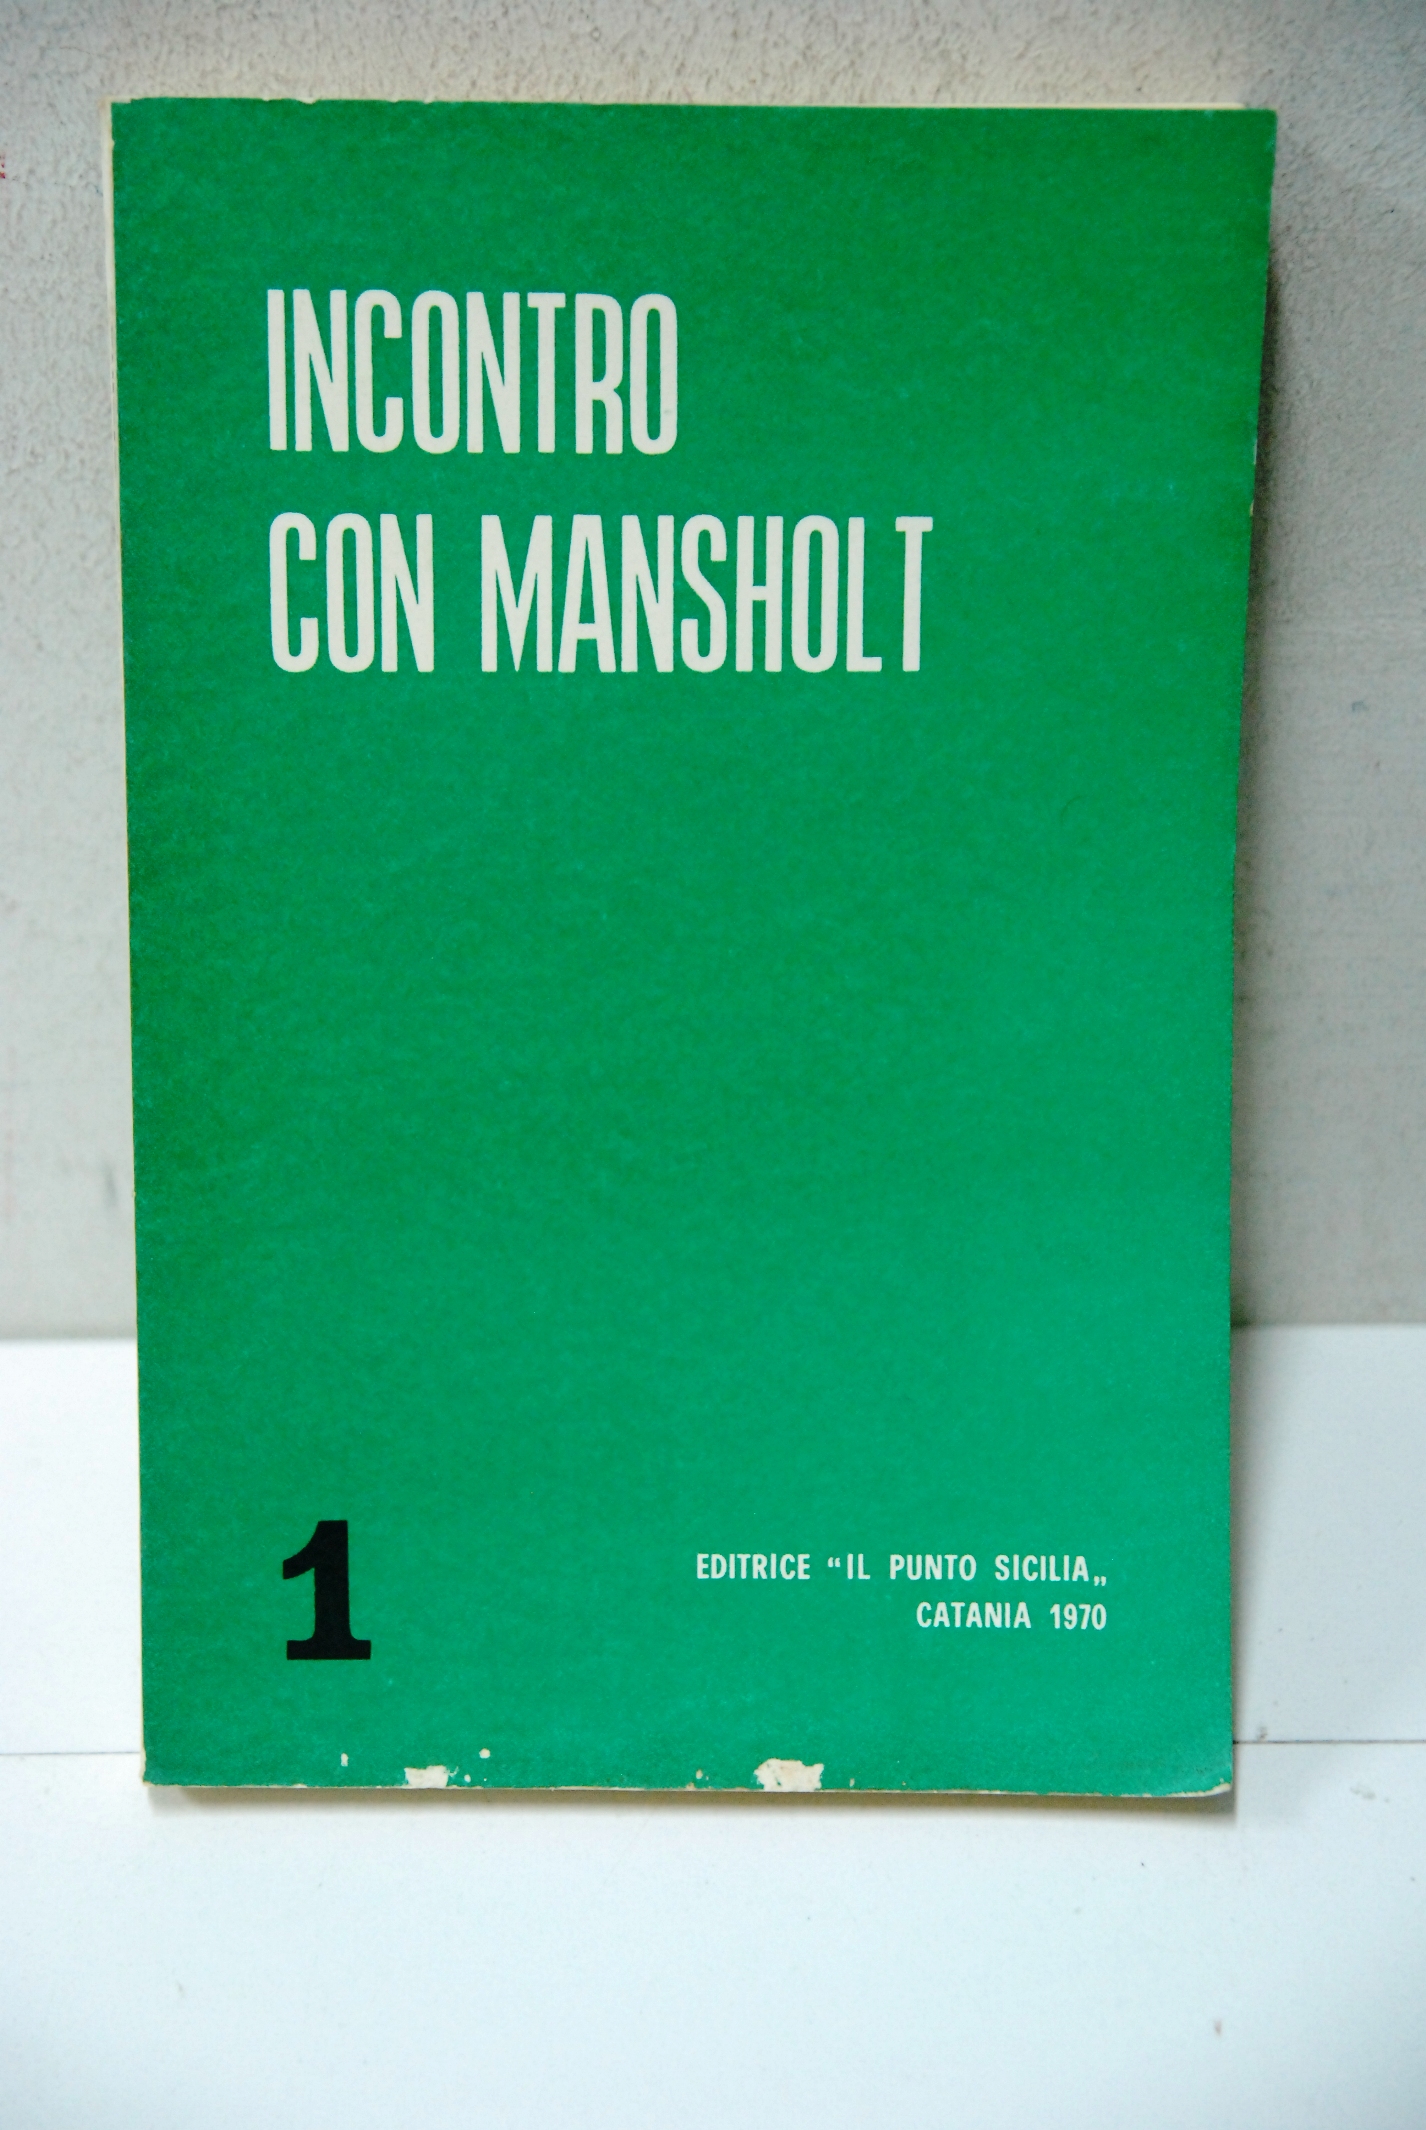 INCONTRO
CON MANSHOLT
1
EDITRICE “IL PUNTO SICILIA„
CATANIA 1970